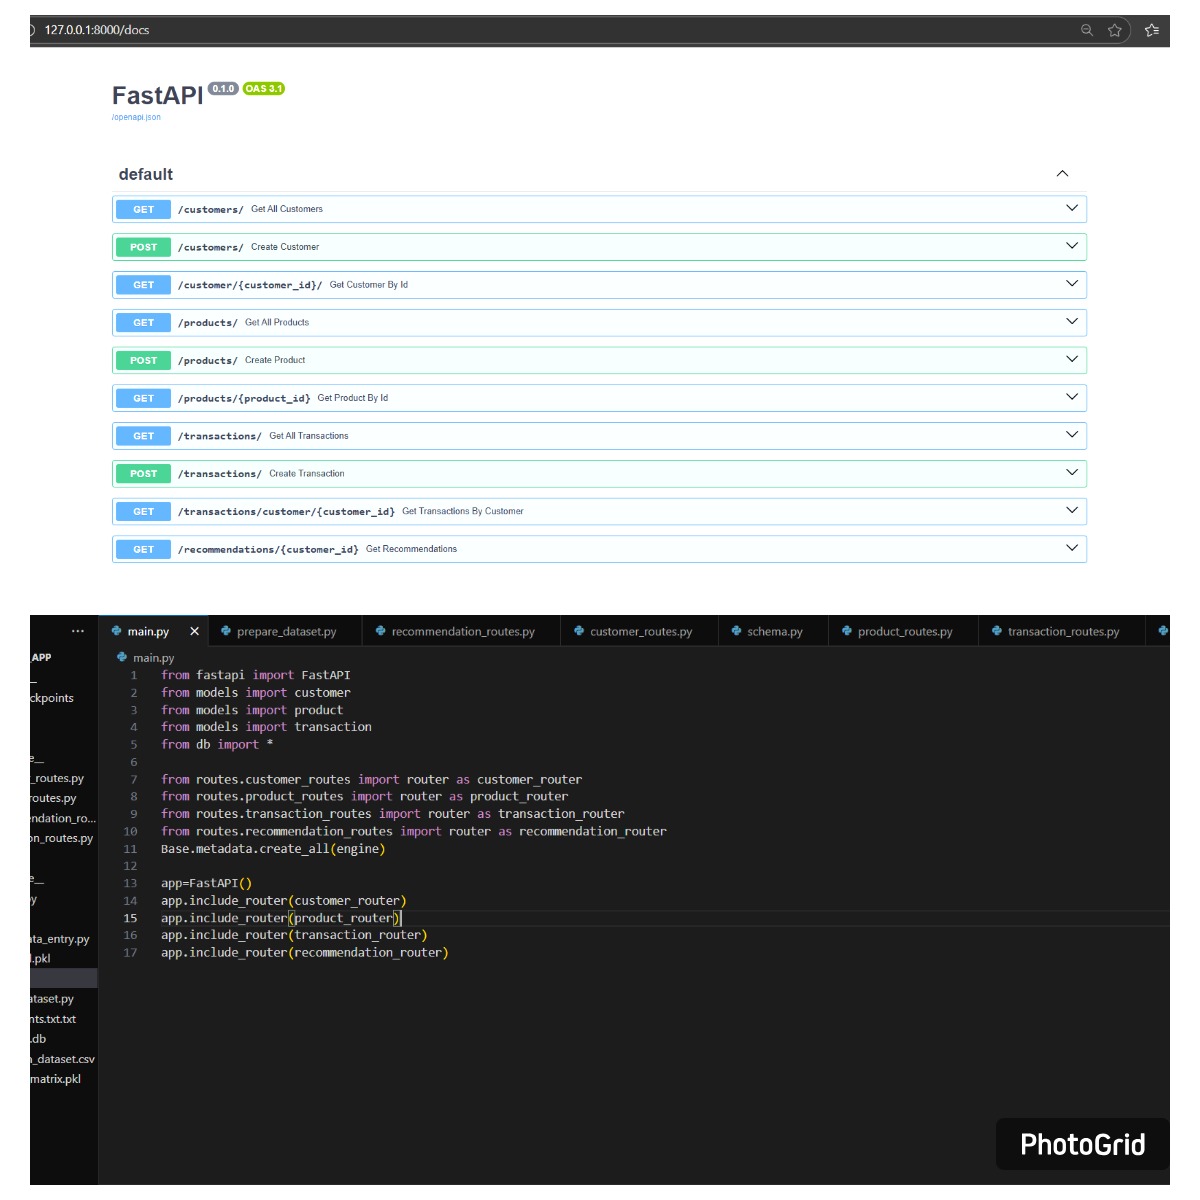 127.0.0.1:8000/docs
FastAPI 0.1.0 OAS 3.1
/openapi.json
default
GET /customers/ Get All Customers
POST /customers/ Create Customer
GET /customer/{customer_id}/ Get Customer By Id
GET /products/ Get All Products
POST /products/ Create Product
GET /products/{product_id} Get Product By Id
GET /transactions/ Get All Transactions
POST /transactions/ Create Transaction
GET /transactions/customer/{customer_id} Get Transactions By Customer
GET /recommendations/{customer_id} Get Recommendations
... main.py × prepare_dataset.py recommendation_routes.py customer_routes.py schema.py product_routes.py transaction_routes.py
_APP
ckpoints
e__
_routes.py
routes.py
endation_ro...
on_routes.py
e__
py
ata_entry.py
l.pkl
ataset.py
nts.txt.txt
.db
n_dataset.csv
matrix.pkl
main.py
1 from fastapi import FastAPI
2 from models import customer
3 from models import product
4 from models import transaction
5 from db import *
6
7 from routes.customer_routes import router as customer_router
8 from routes.product_routes import router as product_router
9 from routes.transaction_routes import router as transaction_router
10 from routes.recommendation_routes import router as recommendation_router
11 Base.metadata.create_all(engine)
12
13 app=FastAPI()
14 app.include_router(customer_router)
15 app.include_router(product_router)
16 app.include_router(transaction_router)
17 app.include_router(recommendation_router)
PhotoGrid